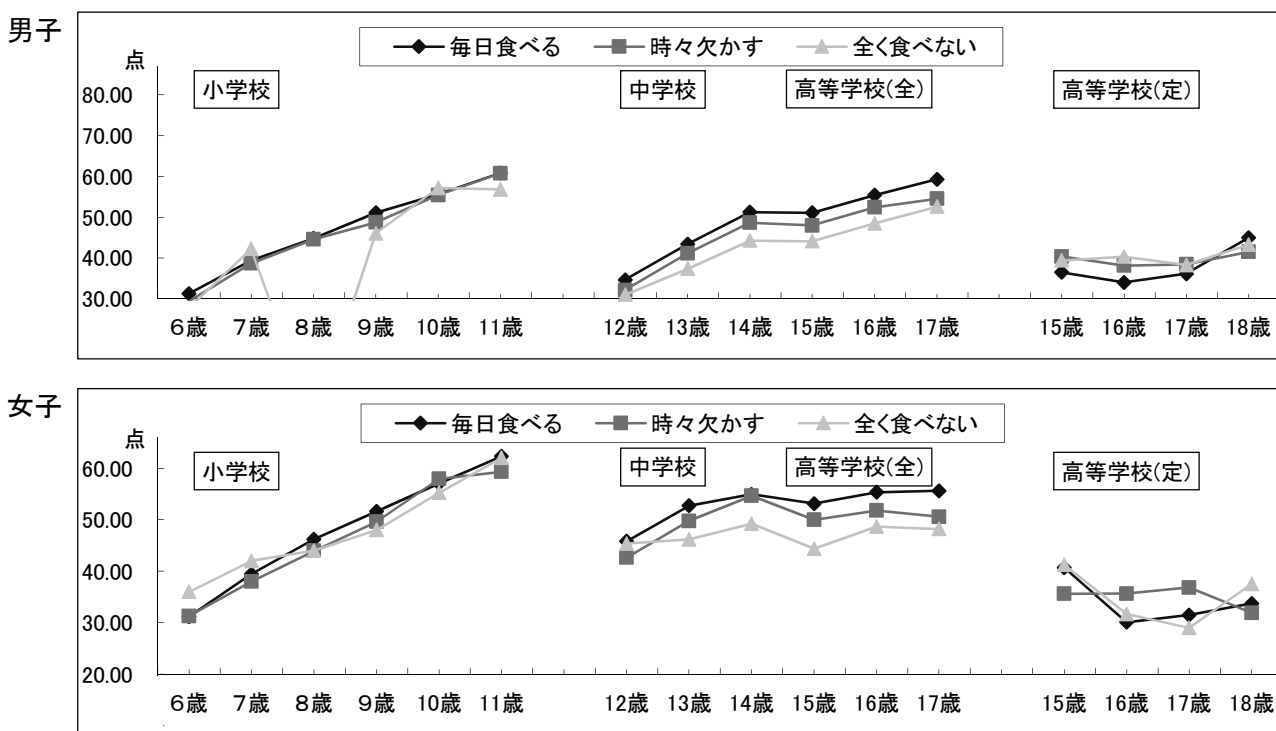 男子
毎日食べる 時々欠かす 全く食べない
点
小学校 中学校 高等学校(全) 高等学校(定)
80.00
70.00
60.00
50.00
40.00
30.00
6歳 7歳 8歳 9歳 10歳 11歳 12歳 13歳 14歳 15歳 16歳 17歳 15歳 16歳 17歳 18歳
女子
毎日食べる 時々欠かす 全く食べない
点
小学校 中学校 高等学校(全) 高等学校(定)
60.00
50.00
40.00
30.00
20.00
6歳 7歳 8歳 9歳 10歳 11歳 12歳 13歳 14歳 15歳 16歳 17歳 15歳 16歳 17歳 18歳